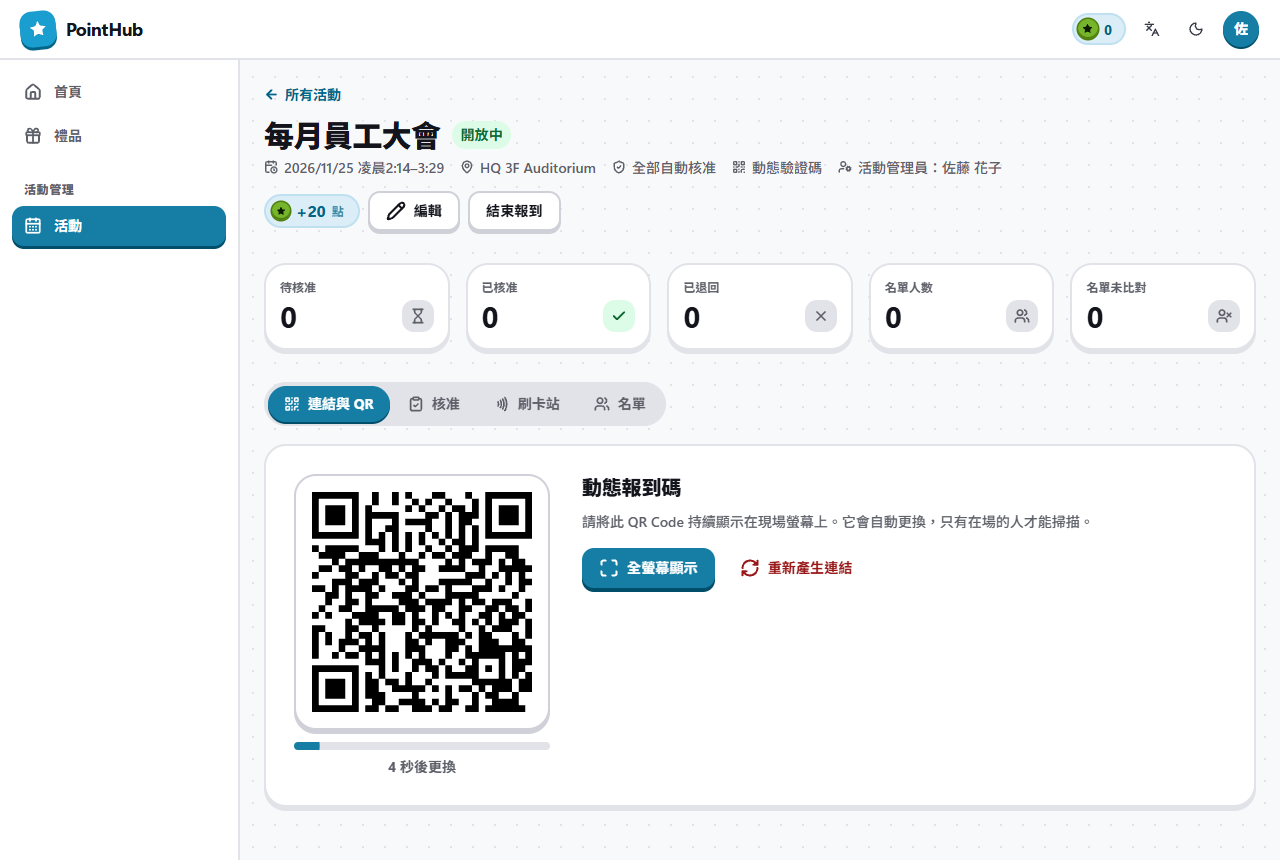 PointHub
0
佐
首頁
禮品
活動管理
活動
所有活動
每月員工大會
開放中
2026/11/25 凌晨2:14–3:29
HQ 3F Auditorium
全部自動核准
動態驗證碼
活動管理員：佐藤 花子
+20 點
編輯
結束報到
待核准
0
已核准
0
已退回
0
名單人數
0
名單未比對
0
連結與 QR
核准
刷卡站
名單
動態報到碼
請將此 QR Code 持續顯示在現場螢幕上。它會自動更換，只有在場的人才能掃描。
全螢幕顯示
重新產生連結
4 秒後更換